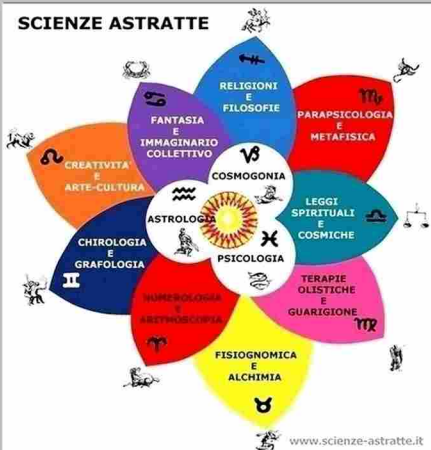 SCIENZE ASTRATTE
RELIGIONI
E
FILOSOFIE
PARAPSICOLOGIA
E
METAFISICA
FANTASIA
E
IMMAGINARIO
COLLETTIVO
COSMOGONIA
CREATIVITA'
E
ARTE-CULTURA
ASTROLOGIA
LEGGI
SPIRITUALI
E
COSMICHE
CHIROLOGIA
E
GRAFOLOGIA
PSICOLOGIA
TERAPIE
OLISTICHE
E
GUARIGIONE
NUMEROLOGIA
E
ARITMOSCOPIA
FISIOGNOMICA
E
ALCHIMIA
www.scienze-astratte.it